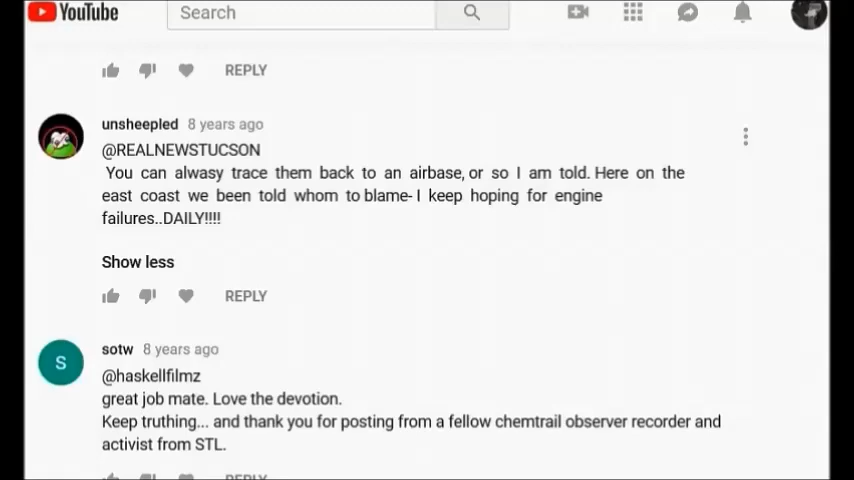 YouTube Search
REPLY
unsheepled 8 years ago
@REALNEWSTUCSON
You can alwasy trace them back to an airbase, or so I am told. Here on the
east coast we been told whom to blame- I keep hoping for engine
failures..DAILY!!!!
Show less
REPLY
S sotw 8 years ago
@haskellfilmz
great job mate. Love the devotion.
Keep truthing... and thank you for posting from a fellow chemtrail observer recorder and
activist from STL.
REPLY